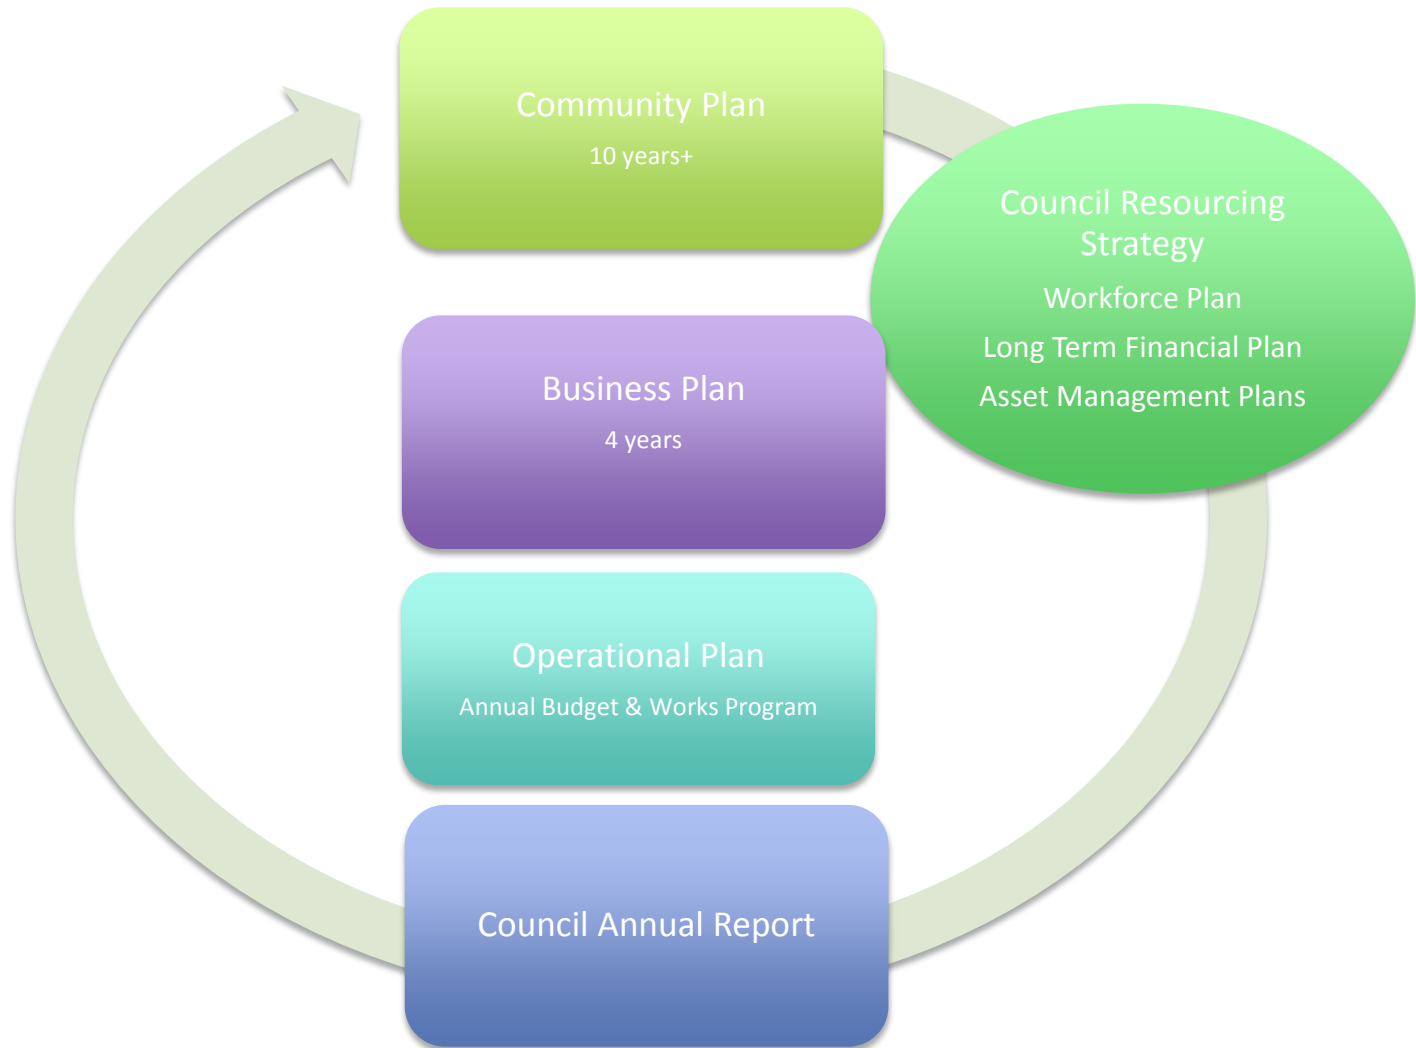 Community Plan
10 years+
Council Resourcing
Strategy
Workforce Plan
Long Term Financial Plan
Asset Management Plans
Business Plan
4 years
Operational Plan
Annual Budget & Works Program
Council Annual Report